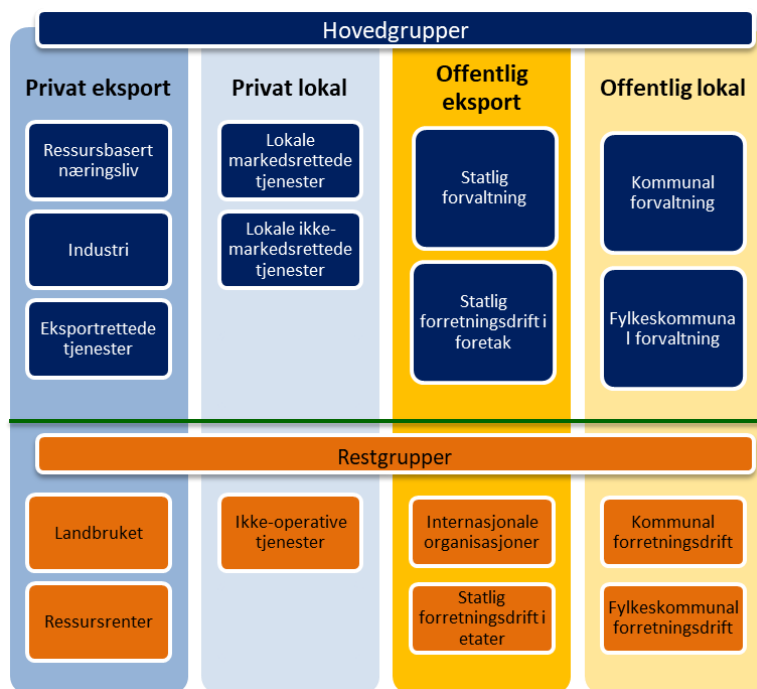 Hovedgrupper
Privat eksport
Ressursbasert
næringsliv
Industri
Eksportrettede
tjenester
Privat lokal
Lokale
markedsrettede
tjenester
Lokale ikke-
markedsrettede
tjenester
Offentlig
eksport
Statlig
forvaltning
Statlig
forretningsdrift i
foretak
Offentlig lokal
Kommunal
forvaltning
Fylkeskommuna
l forvaltning
Restgrupper
Landbruket
Ressursrenter
Ikke-operative
tjenester
Internasjonale
organisasjoner
Statlig
forretningsdrift i
etater
Kommunal
forretningsdrift
Fylkeskommunal
forretningsdrift